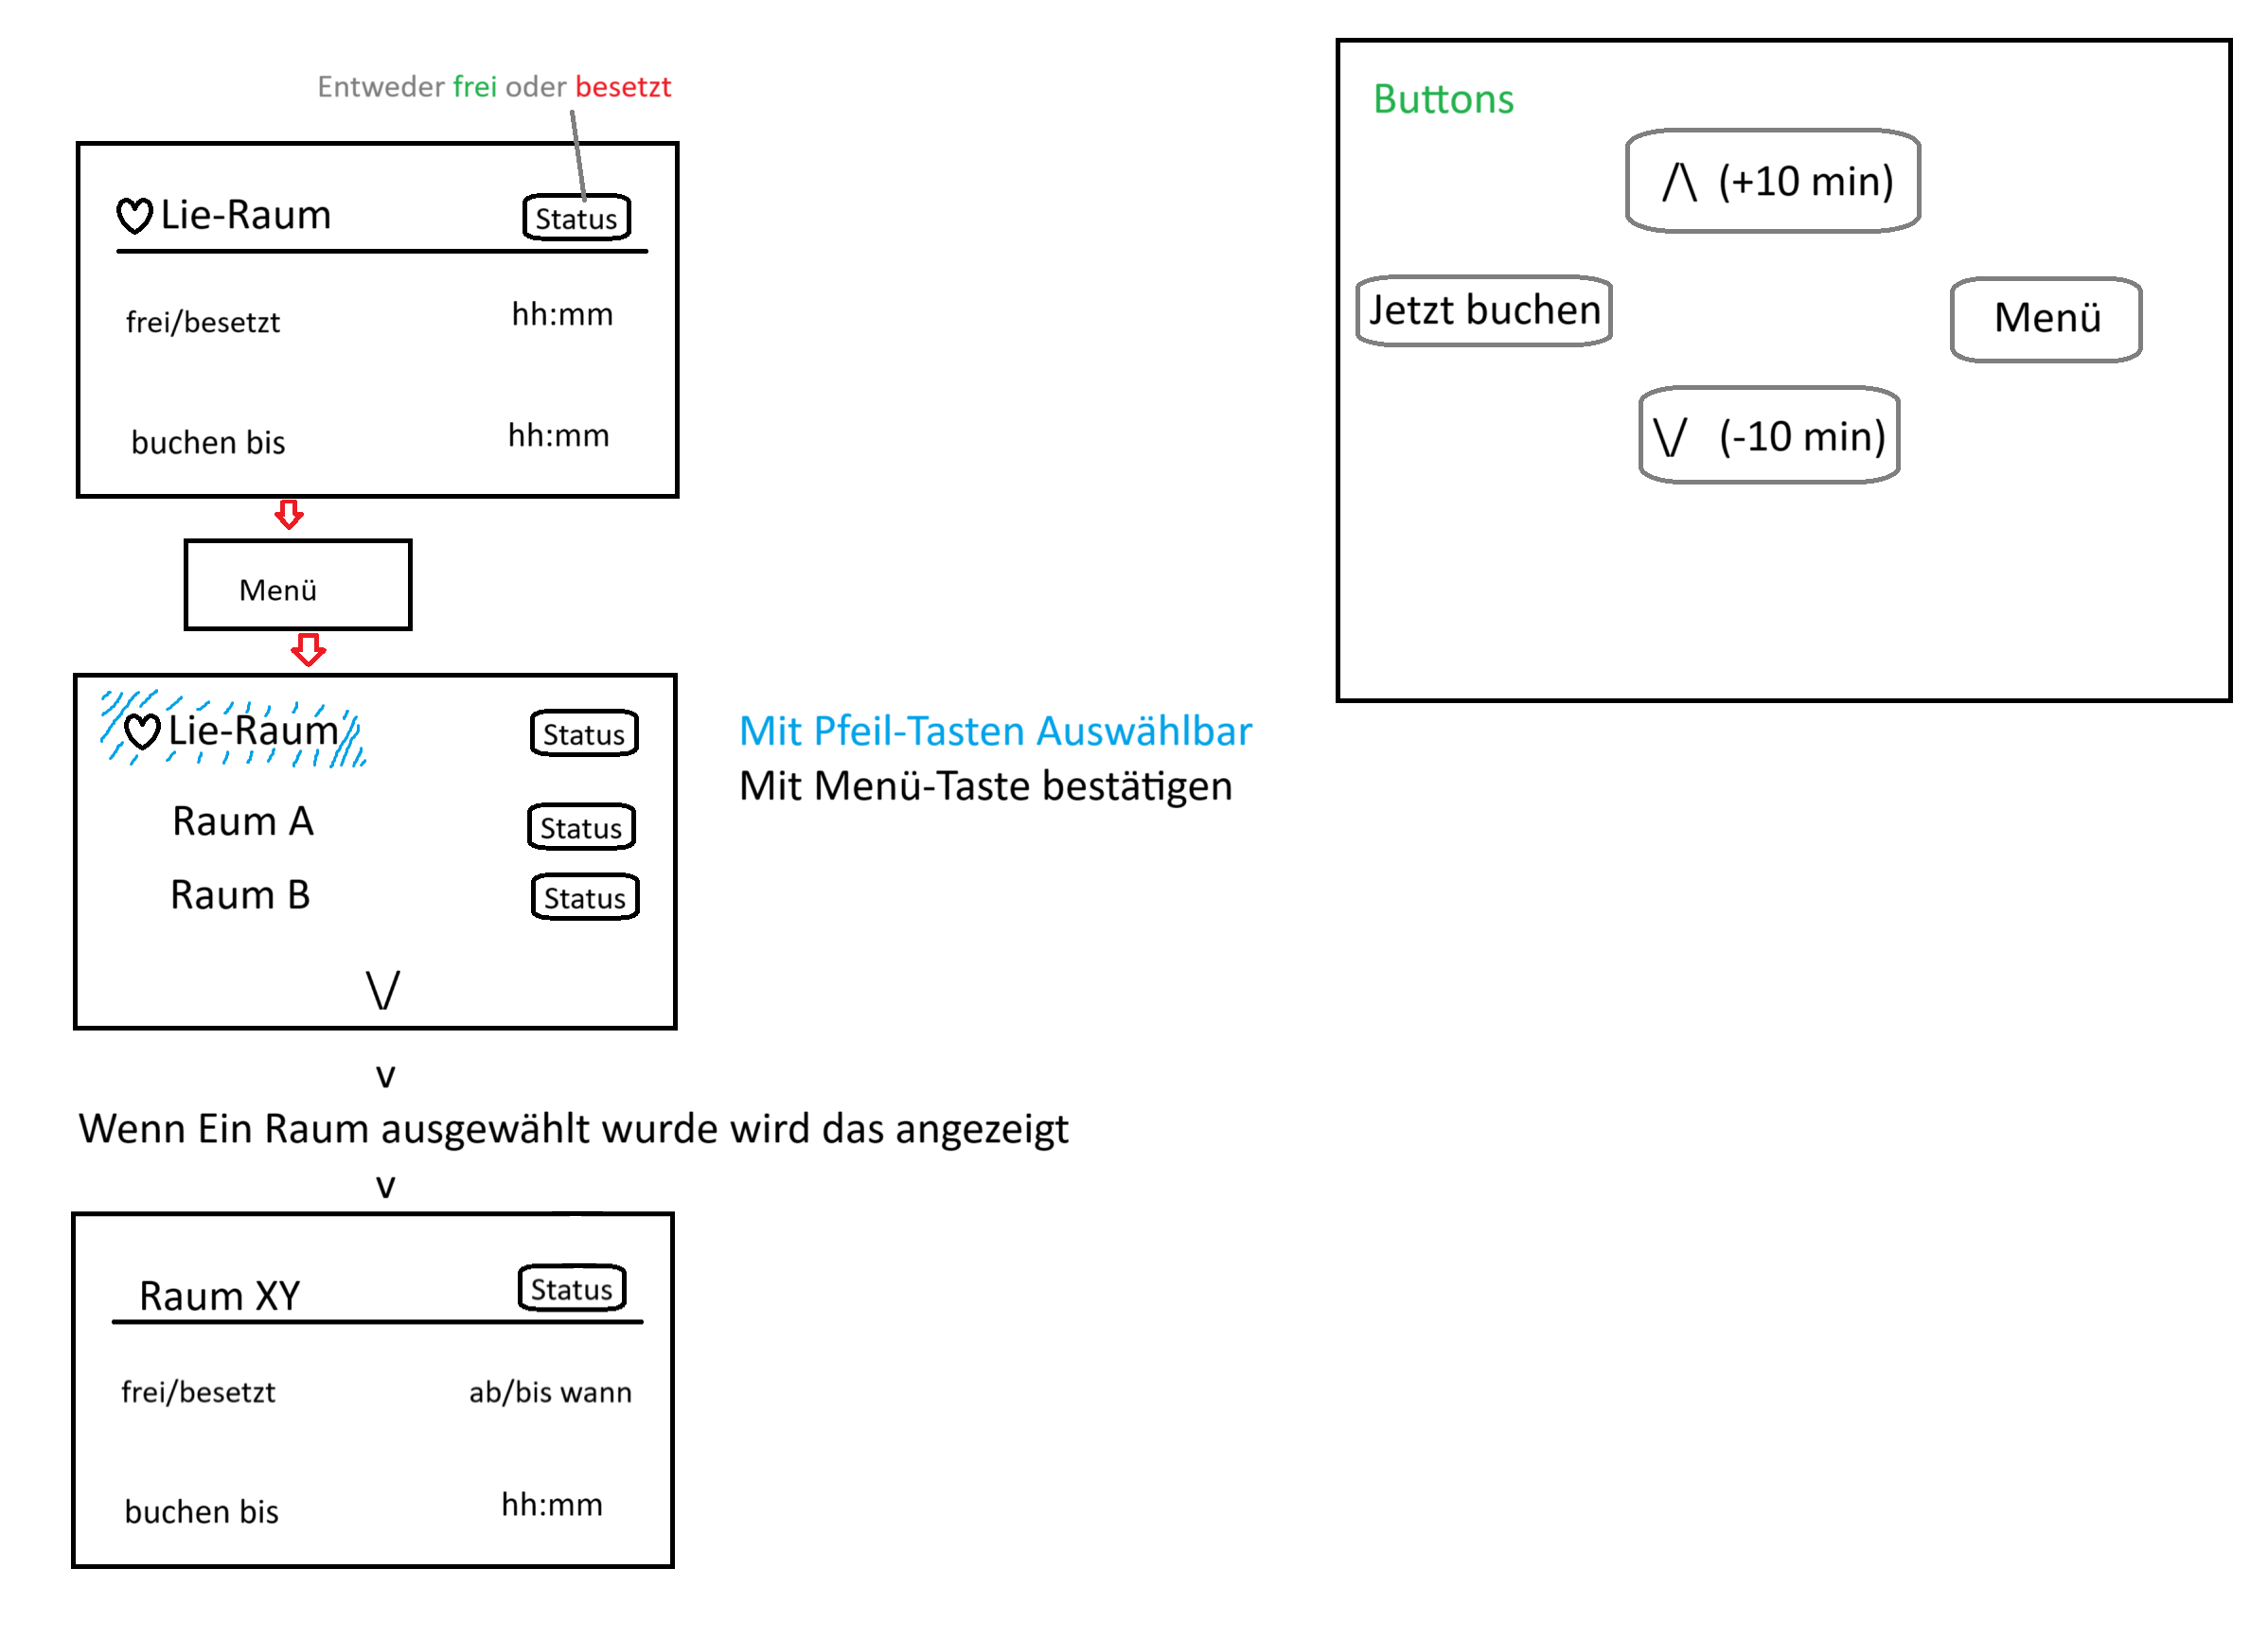 Entweder frei oder besetzt
Lie-Raum
Status
frei/besetzt
hh:mm
buchen bis
hh:mm
Menü
Lie-Raum
Status
Raum A
Status
Raum B
Status
\/
Mit Pfeil-Tasten Auswählbar
Mit Menü-Taste bestätigen
v
Wenn Ein Raum ausgewählt wurde wird das angezeigt
v
Raum XY
Status
frei/besetzt
ab/bis wann
buchen bis
hh:mm
Buttons
/\ (+10 min)
Jetzt buchen
Menü
\/ (-10 min)